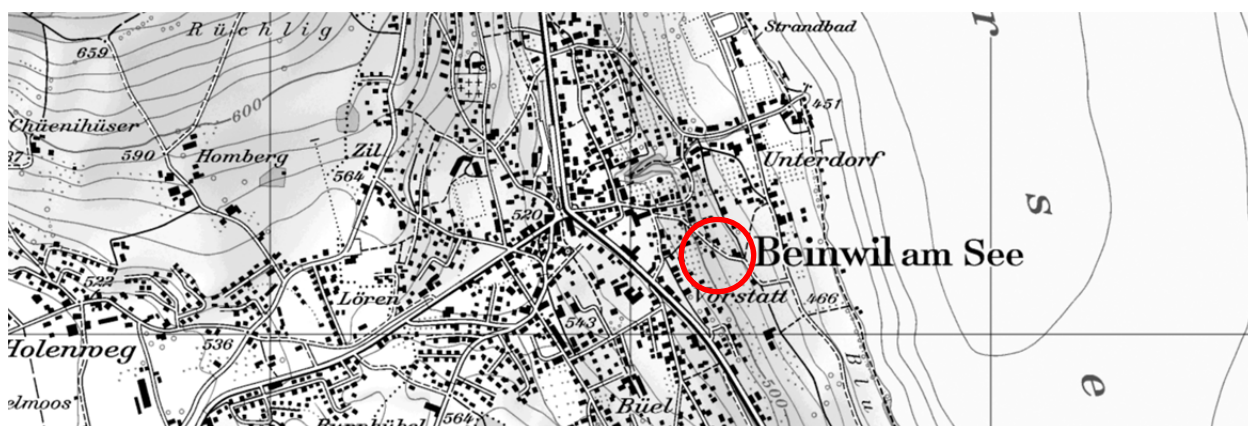 Rüchlig
Strandbad
r
659
600
451
Chüenihüser
590
Homberg
Zil
564
Unterdorf
s
520
Beinwil am See
522
Lören
Vorstatt
466
543
536
Holenweg
Blu
e
500
elmoos
Büel
564